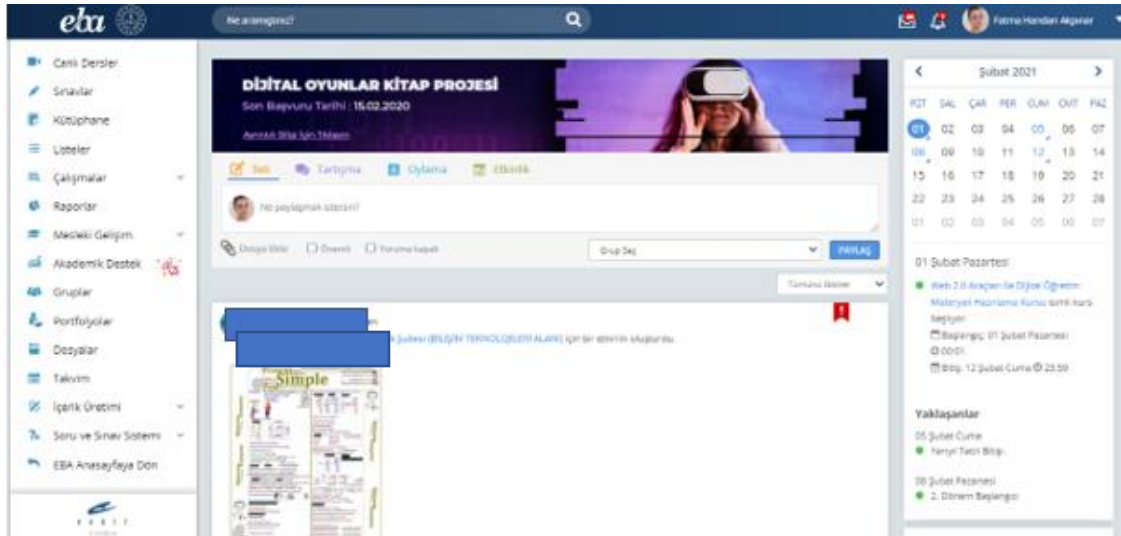 eba
Ne aramıştınız?
Fatma Handan Akpınar
Canlı Dersler
Sınavlar
Kütüphane
Listeler
Çalışmalar
Raporlar
Mesleki Gelişim
Akademik Destek
Gruplar
Portfolyolar
Dosyalar
Takvim
İçerik Üretimi
Soru ve Sınav Sistemi
EBA Anasayfaya Dön
DİJİTAL OYUNLAR KİTAP PROJESİ
Son Başvuru Tarihi : 15.02.2020
Ayrıntılı Bilgi İçin Tıklayın
İleti Tartışma Oylama Etkinlik
Ne paylaşmak istersin?
Dosya Ekle Önemli Yoruma kapat
Grup Seç
PAYLAŞ
Tümünü Göster
Şubesi (BİLİŞİM TEKNOLOJİLERİ ALANI) için bir etkinlik oluşturdu.
Simple
Şubat 2021
PZT SAL ÇAR PER CUM CMT PAZ
01 02 03 04 05 06 07
08 09 10 11 12 13 14
15 16 17 18 19 20 21
22 23 24 25 26 27 28
01 02 03 04 05 06 07
01 Şubat Pazartesi
Web 2.0 Araçları ile Dijital Öğretim
Materyali Hazırlama Kursu isimli kurs
başlıyor.
Başlangıç: 01 Şubat Pazartesi
00:01
Bitiş: 12 Şubat Cuma 23:59
Yaklaşanlar
05 Şubat Cuma
Yarıyıl Tatili Bitişi
08 Şubat Pazartesi
2. Dönem Başlangıcı